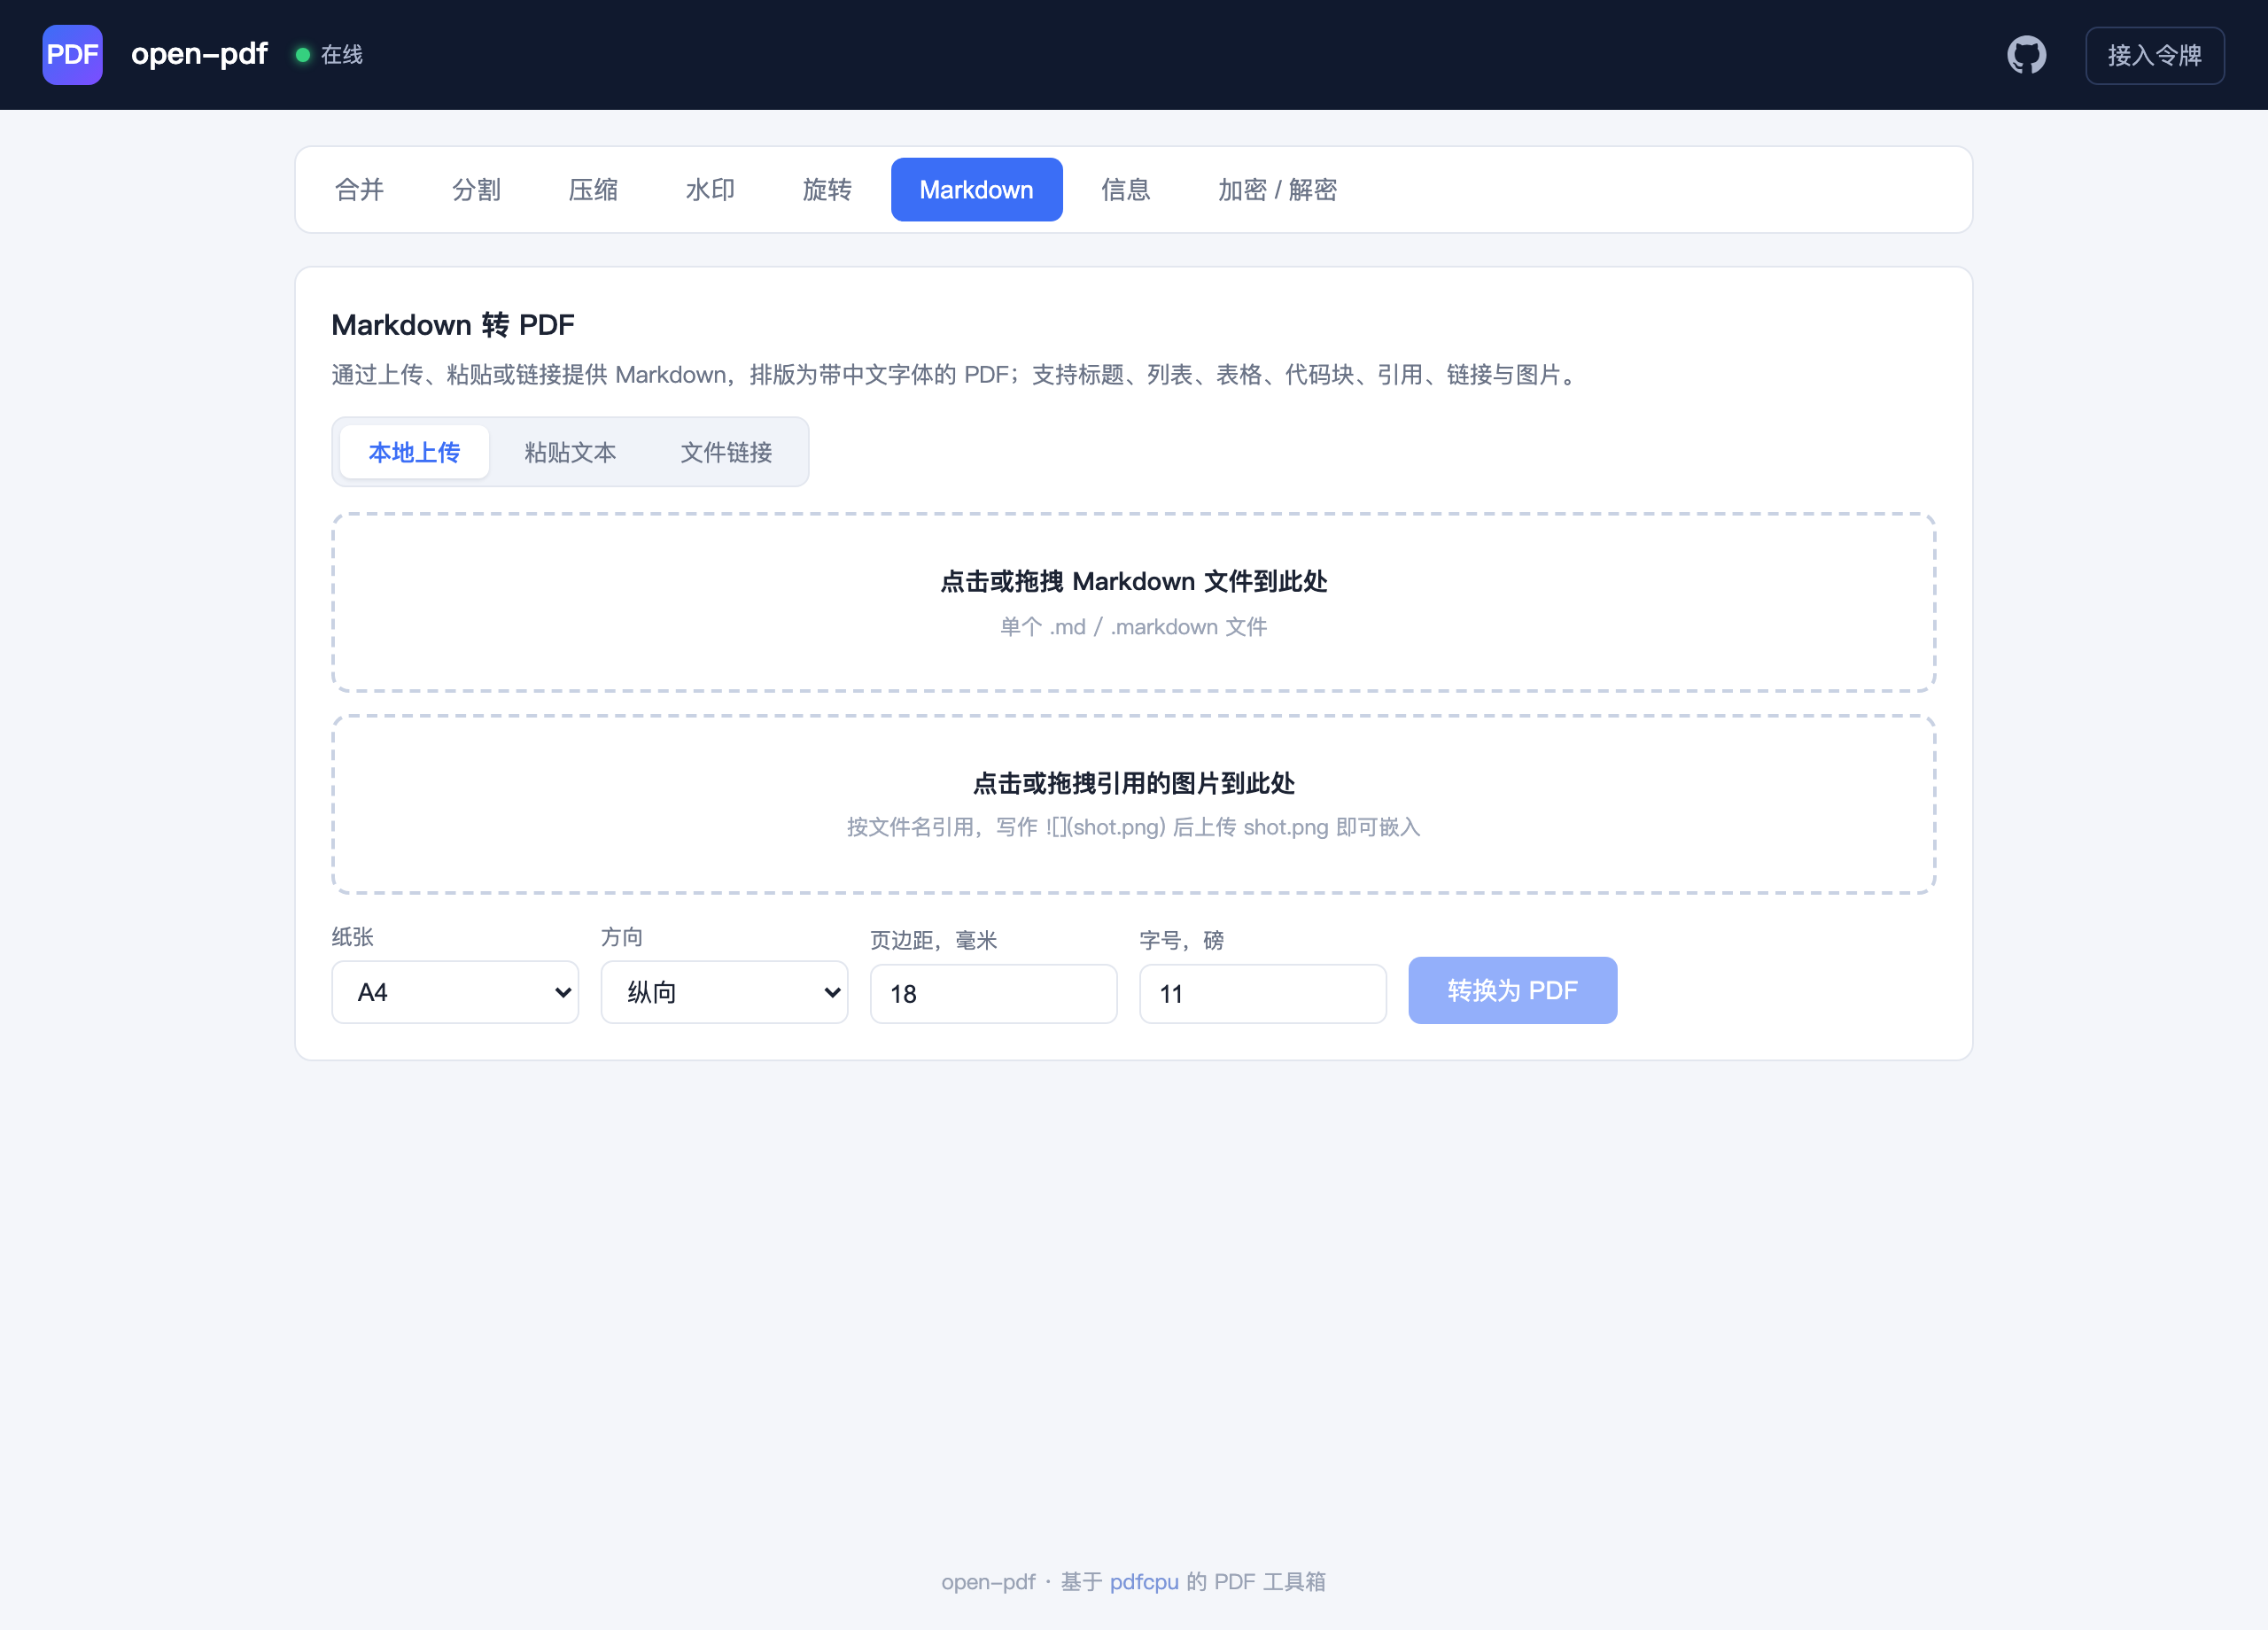 PDF open-pdf 在线 接入令牌
合并 分割 压缩 水印 旋转 Markdown 信息 加密 / 解密
Markdown 转 PDF
通过上传、粘贴或链接提供 Markdown，排版为带中文字体的 PDF；支持标题、列表、表格、代码块、引用、链接与图片。
本地上传 粘贴文本 文件链接
点击或拖拽 Markdown 文件到此处
单个 .md / .markdown 文件
点击或拖拽引用的图片到此处
按文件名引用，写作 ![](shot.png) 后上传 shot.png 即可嵌入
纸张 方向 页边距，毫米 字号，磅
A4 纵向 18 11 转换为 PDF
open-pdf · 基于 pdfcpu 的 PDF 工具箱